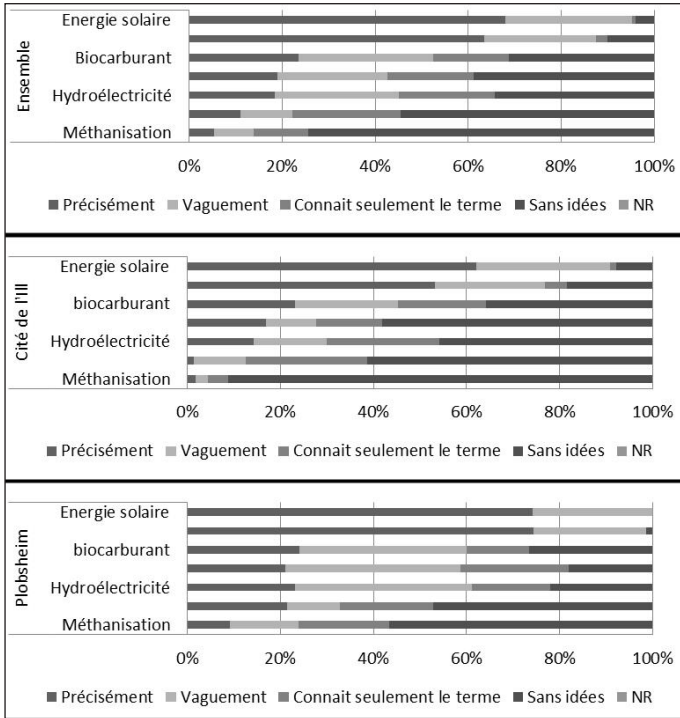 Ensemble
Energie solaire
Biocarburant
Hydroélectricité
Méthanisation
0% 20% 40% 60% 80% 100%
Précisément Vaguement Connait seulement le terme Sans idées NR
Cité de l'Ill
Energie solaire
biocarburant
Hydroélectricité
Méthanisation
0% 20% 40% 60% 80% 100%
Précisément Vaguement Connait seulement le terme Sans idées NR
Plobsheim
Energie solaire
biocarburant
Hydroélectricité
Méthanisation
0% 20% 40% 60% 80% 100%
Précisément Vaguement Connait seulement le terme Sans idées NR